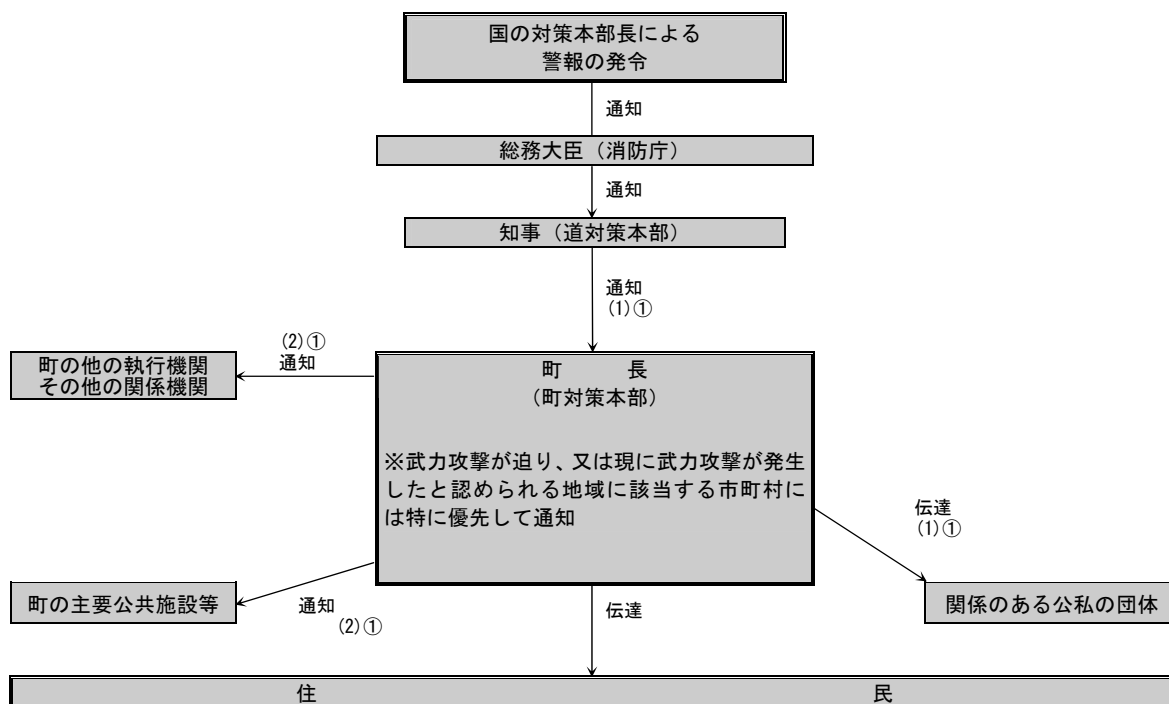 国の対策本部長による
警報の発令
通知
総務大臣（消防庁）
通知
知事（道対策本部）
通知
(1)①
(2)①
通知
町の他の執行機関
その他の関係機関
町　　　長
（町対策本部）
※武力攻撃が迫り、又は現に武力攻撃が発生
したと認められる地域に該当する市町村に
は特に優先して通知
伝達
(1)①
町の主要公共施設等
通知
(2)①
伝達
関係のある公私の団体
住　　　民